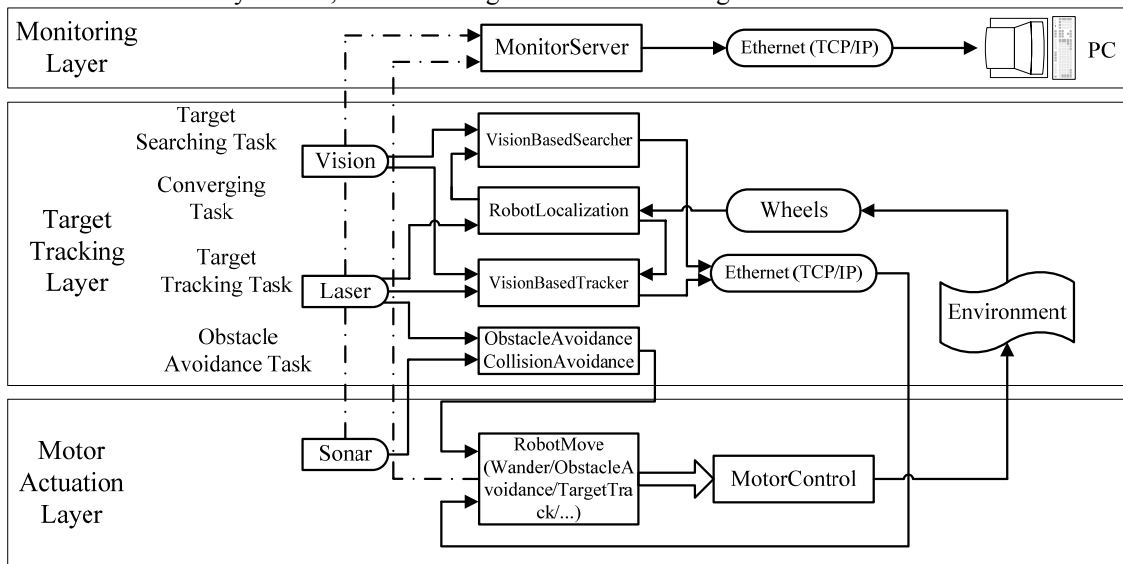 Monitoring
Layer
MonitorServer
Ethernet (TCP/IP)
PC
Target
Searching Task
Vision
VisionBasedSearcher
Converging
Task
RobotLocalization
Wheels
Target
Tracking
Layer
Target
Tracking Task
Laser
VisionBasedTracker
Ethernet (TCP/IP)
Environment
Obstacle
Avoidance Task
ObstacleAvoidance
CollisionAvoidance
Motor
Actuation
Layer
Sonar
RobotMove
(Wander/ObstacleA
voidance/TargetTra
ck/...)
MotorControl